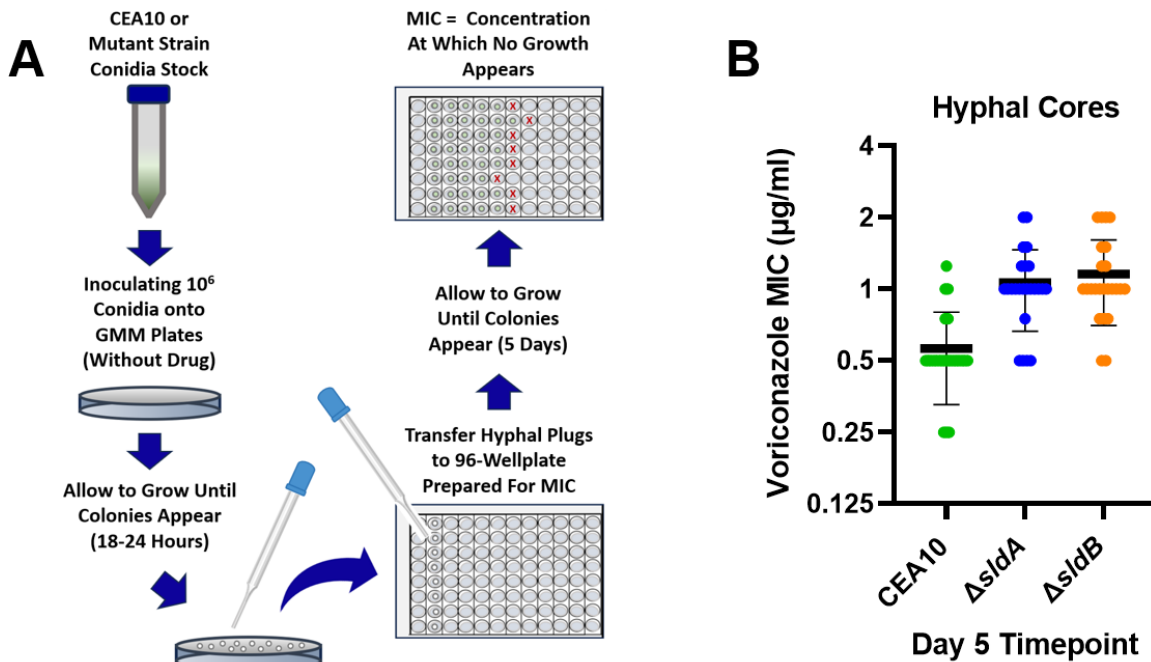 A
CEA10 or
Mutant Strain
Conidia Stock
Inoculating 10⁶
Conidia onto
GMM Plates
(Without Drug)
Allow to Grow Until
Colonies Appear
(18-24 Hours)
MIC = Concentration
At Which No Growth
Appears
X
X
X
X
X
X
X
X
Allow to Grow
Until Colonies
Appear (5 Days)
Transfer Hyphal Plugs
to 96-Wellplate
Prepared For MIC
B
Hyphal Cores
Voriconazole MIC (µg/ml)
4
2
1
0.5
0.25
0.125
CEA10
ΔsldA
ΔsldB
Day 5 Timepoint